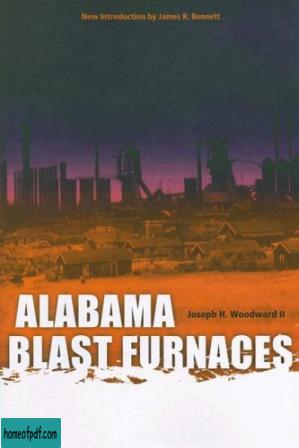 New Introduction by James R. Bennett
ALABAMA
Joseph H. Woodward II
BLAST FURNACES
homeofpdf.com